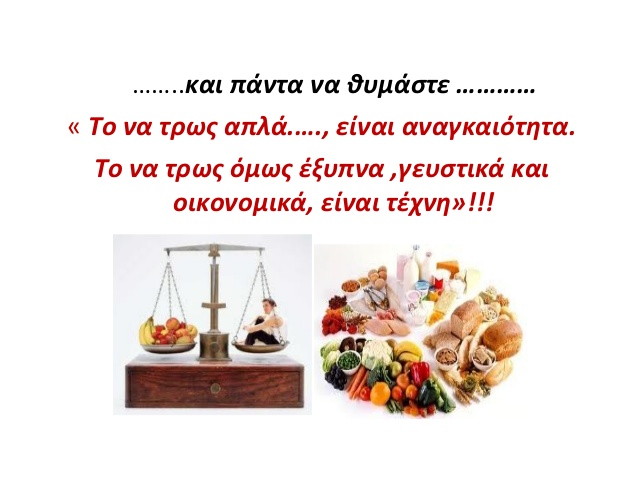 ……..και πάντα να θυμάστε …………
« Το να τρως απλά.…., είναι αναγκαιότητα.
Το να τρως όμως έξυπνα ,γευστικά και
οικονομικά, είναι τέχνη»!!!